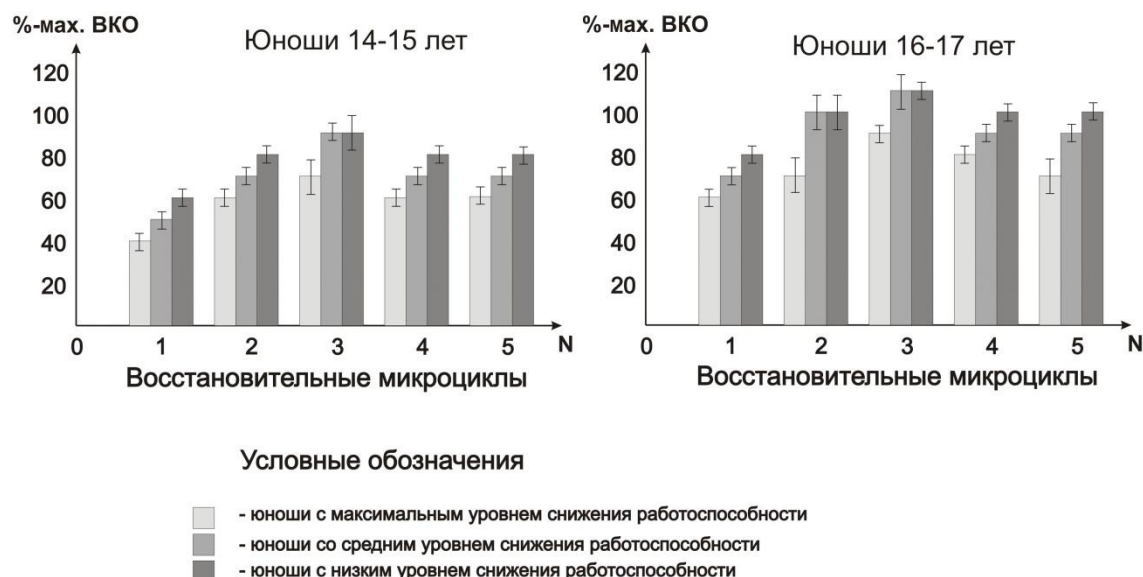 %-мах. ВКО
Юноши 14-15 лет
120
100
80
60
40
20
0
1
2
3
4
5
N
Восстановительные микроциклы
%-мах. ВКО
Юноши 16-17 лет
120
100
80
60
40
20
0
1
2
3
4
5
N
Восстановительные микроциклы
Условные обозначения
- юноши с максимальным уровнем снижения работоспособности
- юноши со средним уровнем снижения работоспособности
- юноши с низким уровнем снижения работоспособности